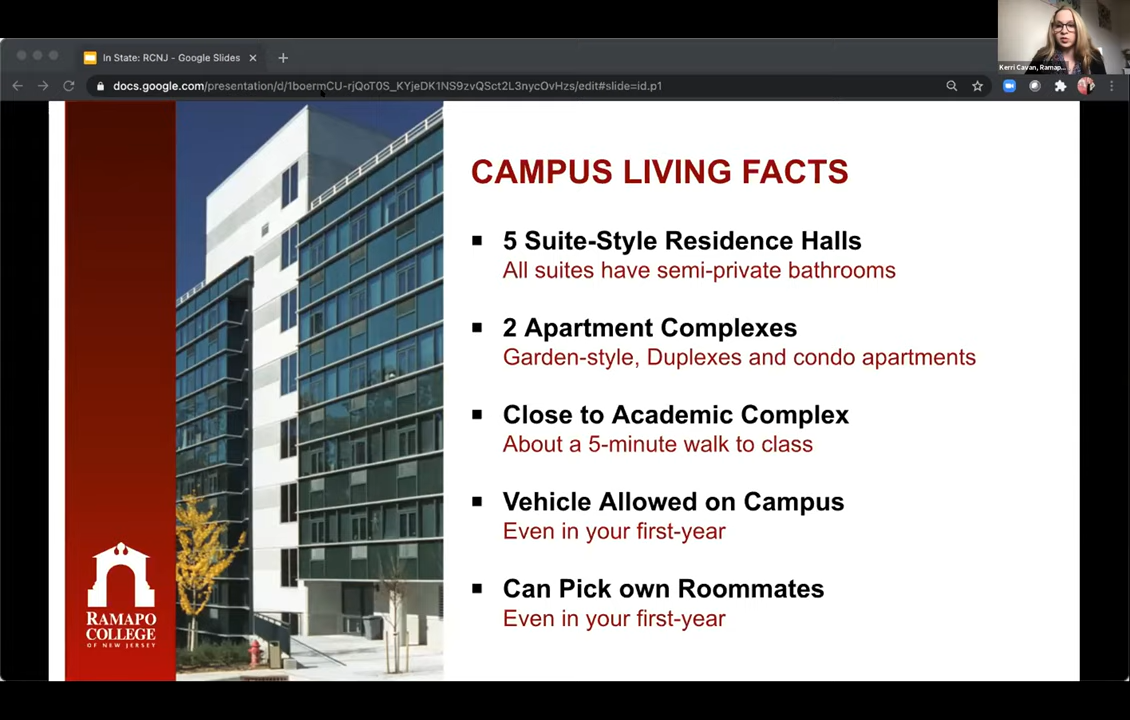 In State: RCNJ - Google Slides
docs.google.com/presentation/d/1boermCU-rjQoT0S_KYjeDK1NS9zvQSct2L3nycOvHzs/edit#slide=id.p1
Kerri Cavan, Ramap...
CAMPUS LIVING FACTS
▪ 5 Suite-Style Residence Halls
All suites have semi-private bathrooms
▪ 2 Apartment Complexes
Garden-style, Duplexes and condo apartments
▪ Close to Academic Complex
About a 5-minute walk to class
▪ Vehicle Allowed on Campus
Even in your first-year
▪ Can Pick own Roommates
Even in your first-year
RAMAPO
COLLEGE
OF NEW JERSEY